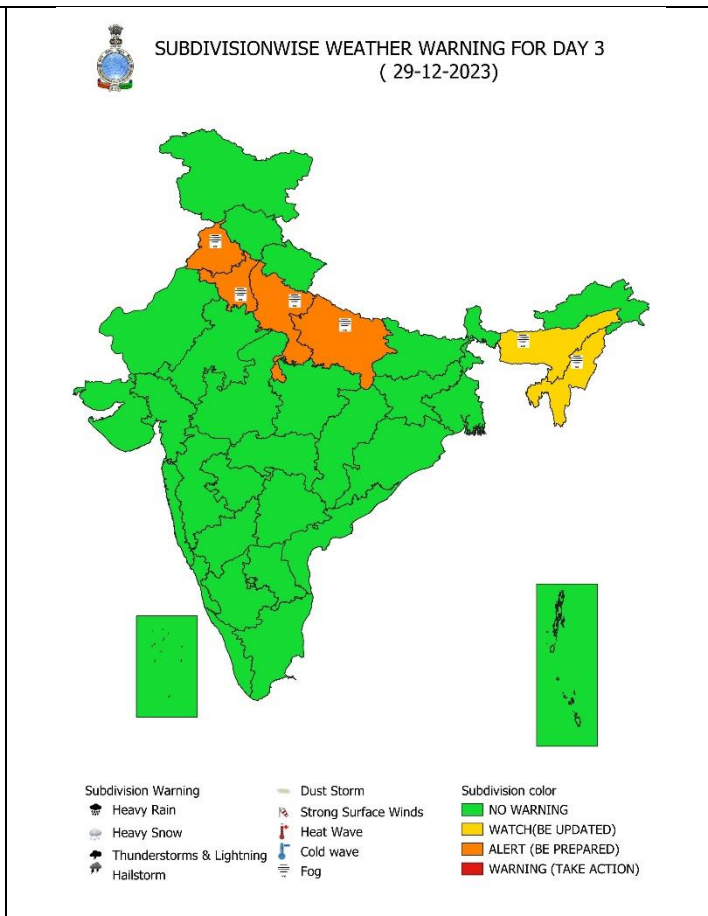 SUBDIVISIONWISE WEATHER WARNING FOR DAY 3
( 29-12-2023)
Subdivision Warning
Heavy Rain
Heavy Snow
Thunderstorms & Lightning
Hailstorm
Dust Storm
Strong Surface Winds
Heat Wave
Cold wave
Fog
Subdivision color
NO WARNING
WATCH(BE UPDATED)
ALERT (BE PREPARED)
WARNING (TAKE ACTION)